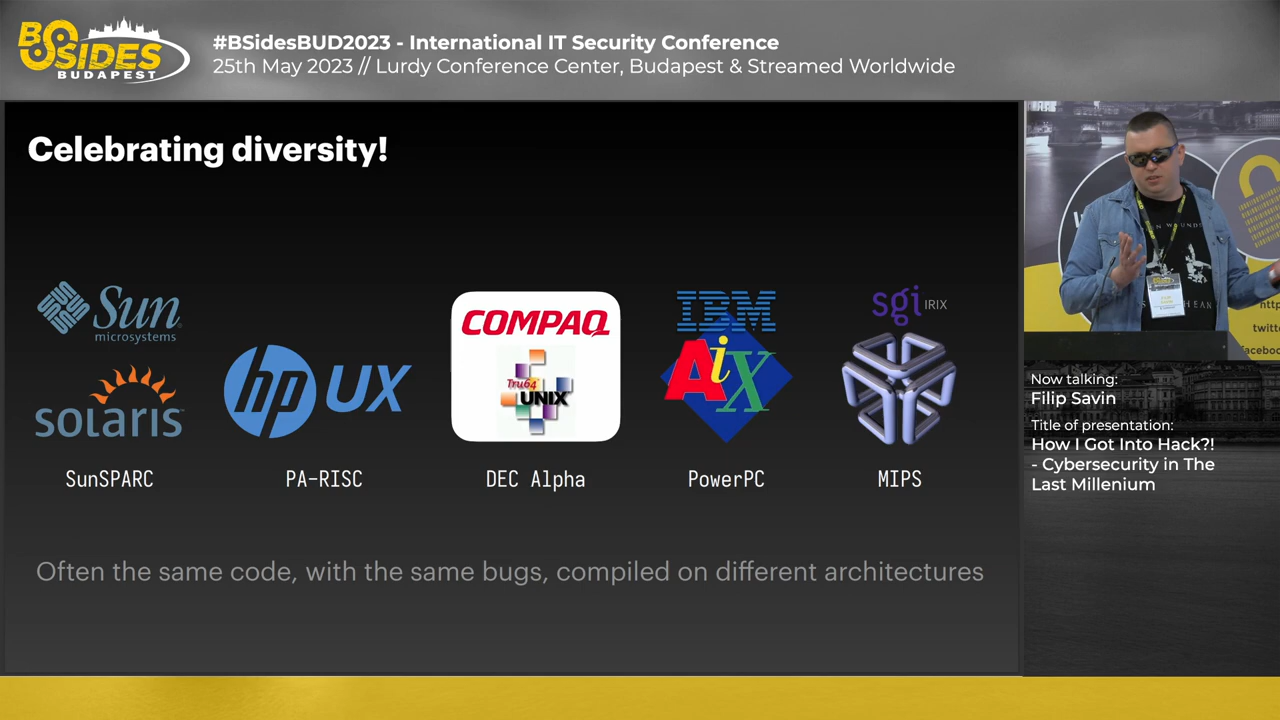 BSIDES
BUDAPEST
#BSidesBUD2023 - International IT Security Conference
25th May 2023 // Lurdy Conference Center, Budapest & Streamed Worldwide
Celebrating diversity!
Sun
microsystems
solaris
SunSPARC
hp UX
PA-RISC
COMPAQ
Tru64
UNIX
DEC Alpha
IBM
AiX
PowerPC
sgi IRIX
MIPS
Often the same code, with the same bugs, compiled on different architectures
http
twitt
facebo
Now talking:
Filip Savin
Title of presentation:
How I Got Into Hack?!
- Cybersecurity in The
Last Millenium